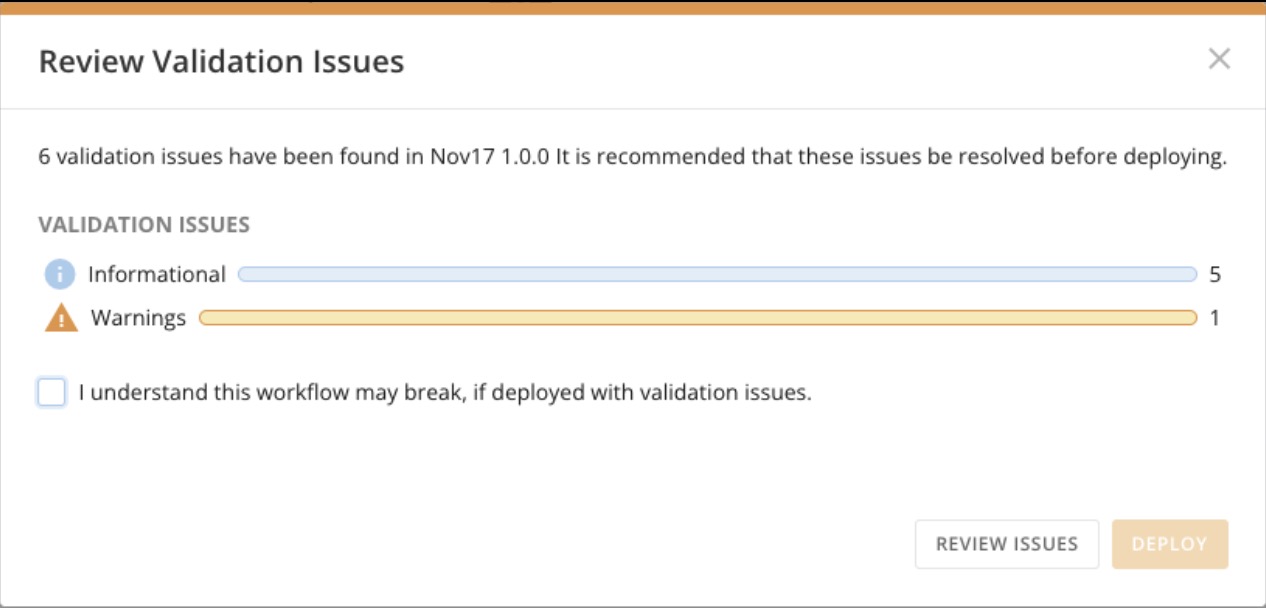 Review Validation Issues
6 validation issues have been found in Nov17 1.0.0 It is recommended that these issues be resolved before deploying.
VALIDATION ISSUES
Informational 5
Warnings 1
I understand this workflow may break, if deployed with validation issues.
REVIEW ISSUES DEPLOY